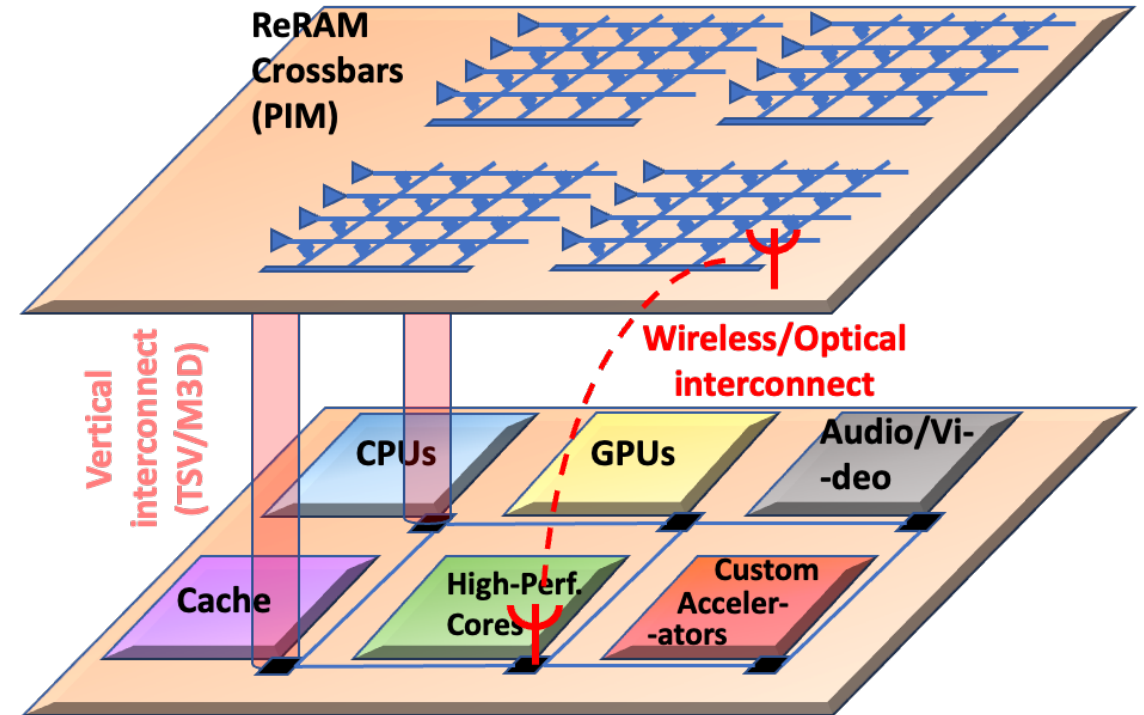 ReRAM
Crossbars
(PIM)
Vertical
interconnect
(TSV/M3D)
Wireless/Optical
interconnect
CPUs
GPUs
Audio/Vi-
-deo
Cache
High-Perf.
Cores
Custom
Acceler-
-ators